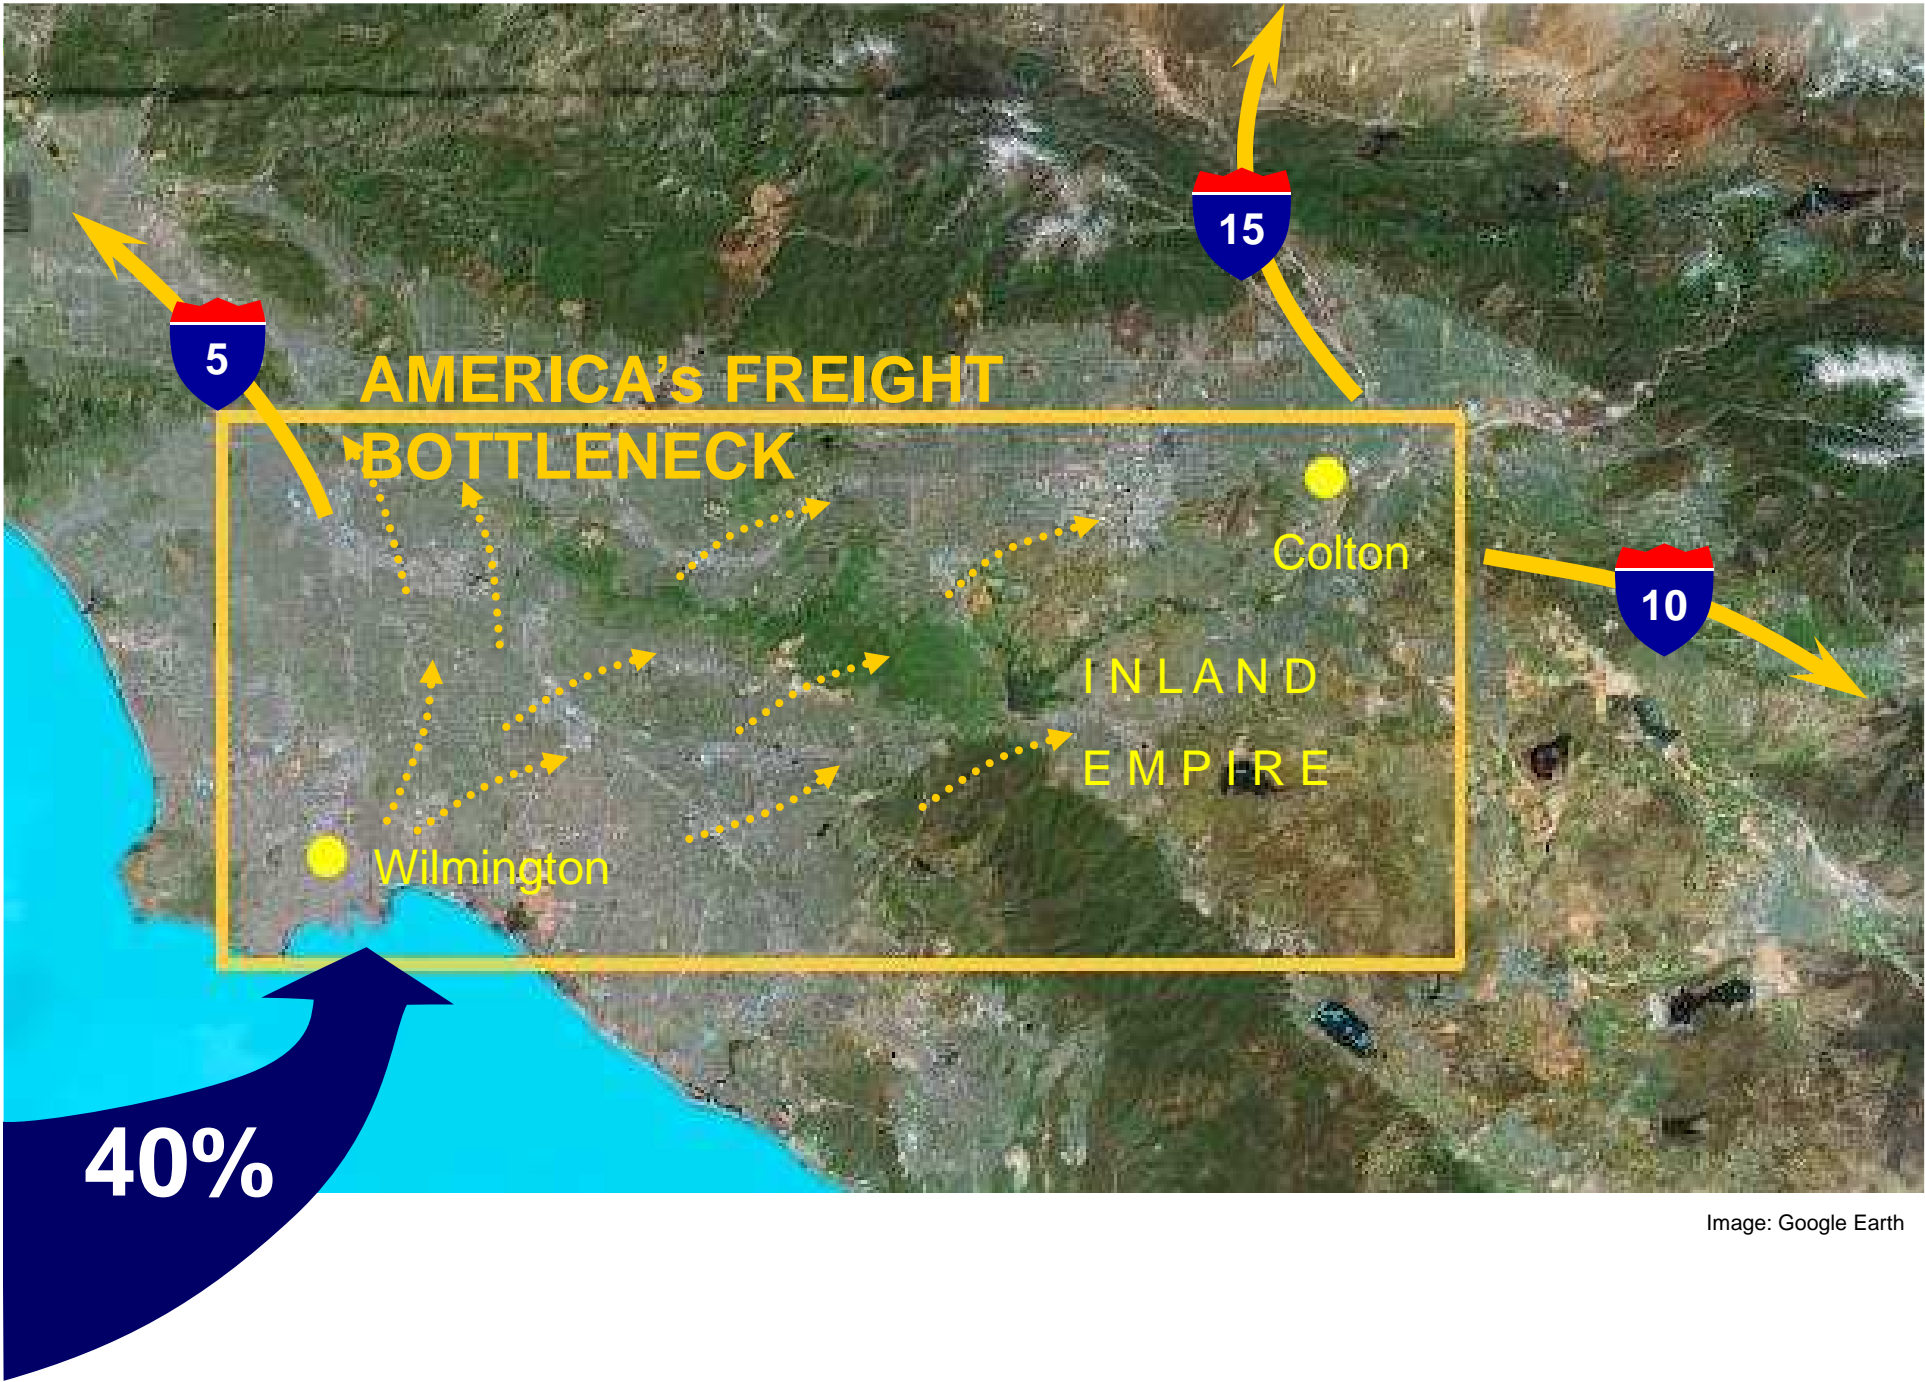 15
5
AMERICA's FREIGHT
BOTTLENECK
Colton
10
INLAND
EMPIRE
Wilmington
40%
Image: Google Earth